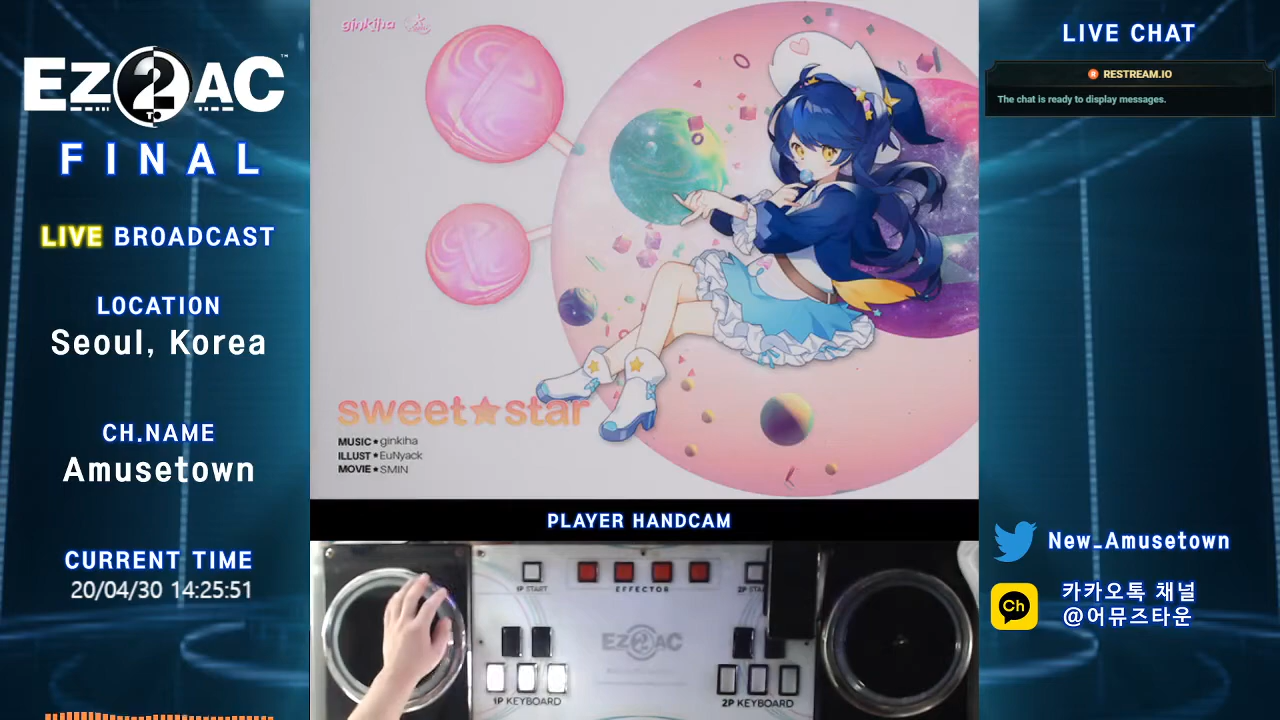 EZ2AC™
TO
FINAL
LIVE BROADCAST
LOCATION
Seoul, Korea
CH.NAME
Amusetown
CURRENT TIME
20/04/30 14:25:51
ginkiha
sweet★star
MUSIC★ginkiha
ILLUST★EuNyack
MOVIE★SMIN
PLAYER HANDCAM
1P START
EFFECTOR
2P STA
EZ2AC
1P KEYBOARD
2P KEYBOARD
LIVE CHAT
RESTREAM.IO
The chat is ready to display messages.
New_Amusetown
Ch
카카오톡 채널
@어뮤즈타운